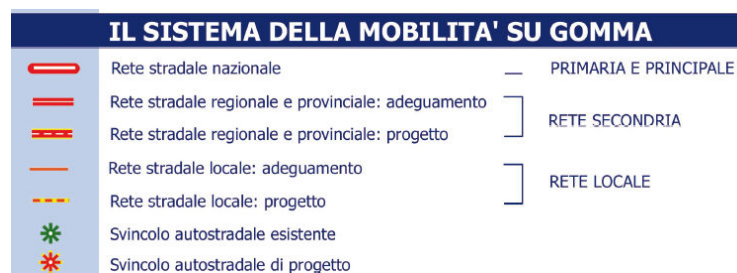 IL SISTEMA DELLA MOBILITA' SU GOMMA
Rete stradale nazionale
PRIMARIA E PRINCIPALE
Rete stradale regionale e provinciale: adeguamento
RETE SECONDRIA
Rete stradale regionale e provinciale: progetto
Rete stradale locale: adeguamento
RETE LOCALE
Rete stradale locale: progetto
Svincolo autostradale esistente
Svincolo autostradale di progetto